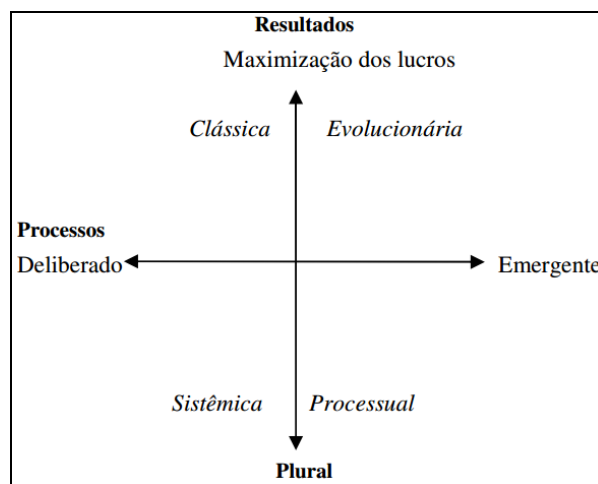 Resultados
Maximização dos lucros
Clássica Evolucionária
Processos
Deliberado Emergente
Sistêmica Processual
Plural